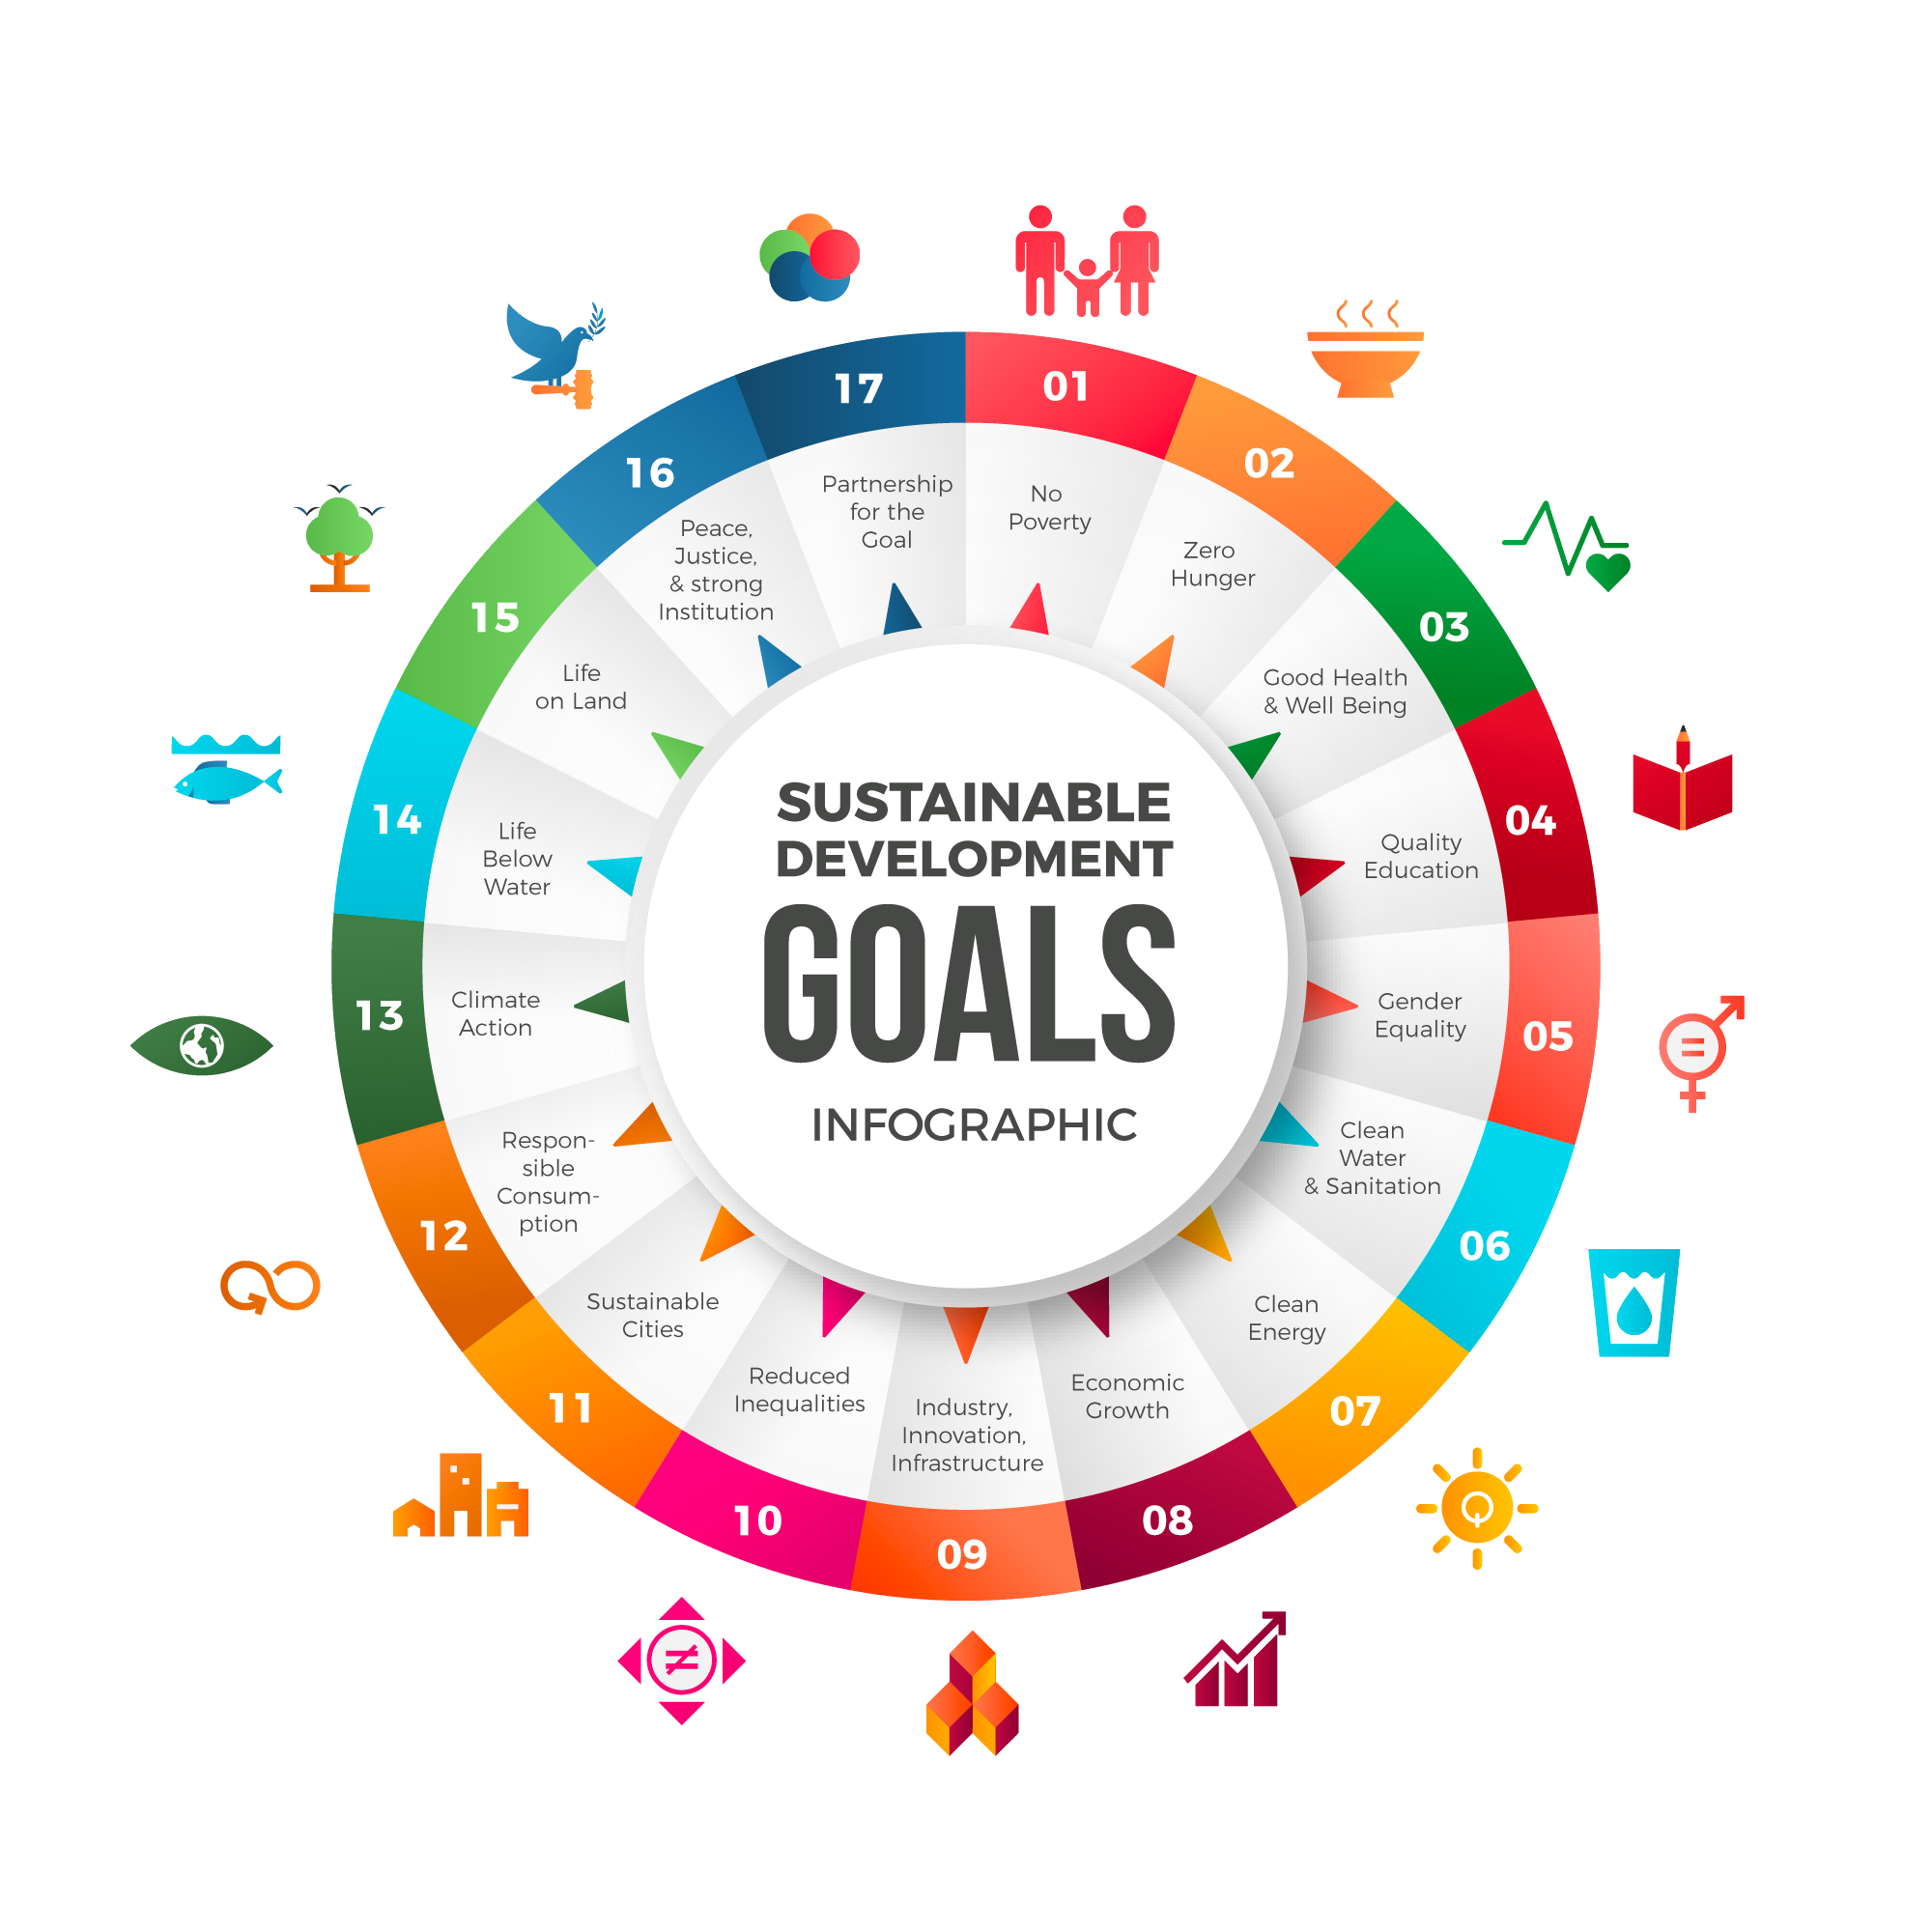 SUSTAINABLE
DEVELOPMENT
GOALS
INFOGRAPHIC
01
No
Poverty
02
Zero
Hunger
03
Good Health
& Well Being
04
Quality
Education
05
Gender
Equality
06
Clean
Water
& Sanitation
07
Clean
Energy
08
Economic
Growth
09
Industry,
Innovation,
Infrastructure
10
Reduced
Inequalities
11
Sustainable
Cities
12
Respon-
sible
Consum-
ption
13
Climate
Action
14
Life
Below
Water
15
Life
on Land
16
Peace,
Justice,
& strong
Institution
17
Partnership
for the
Goal